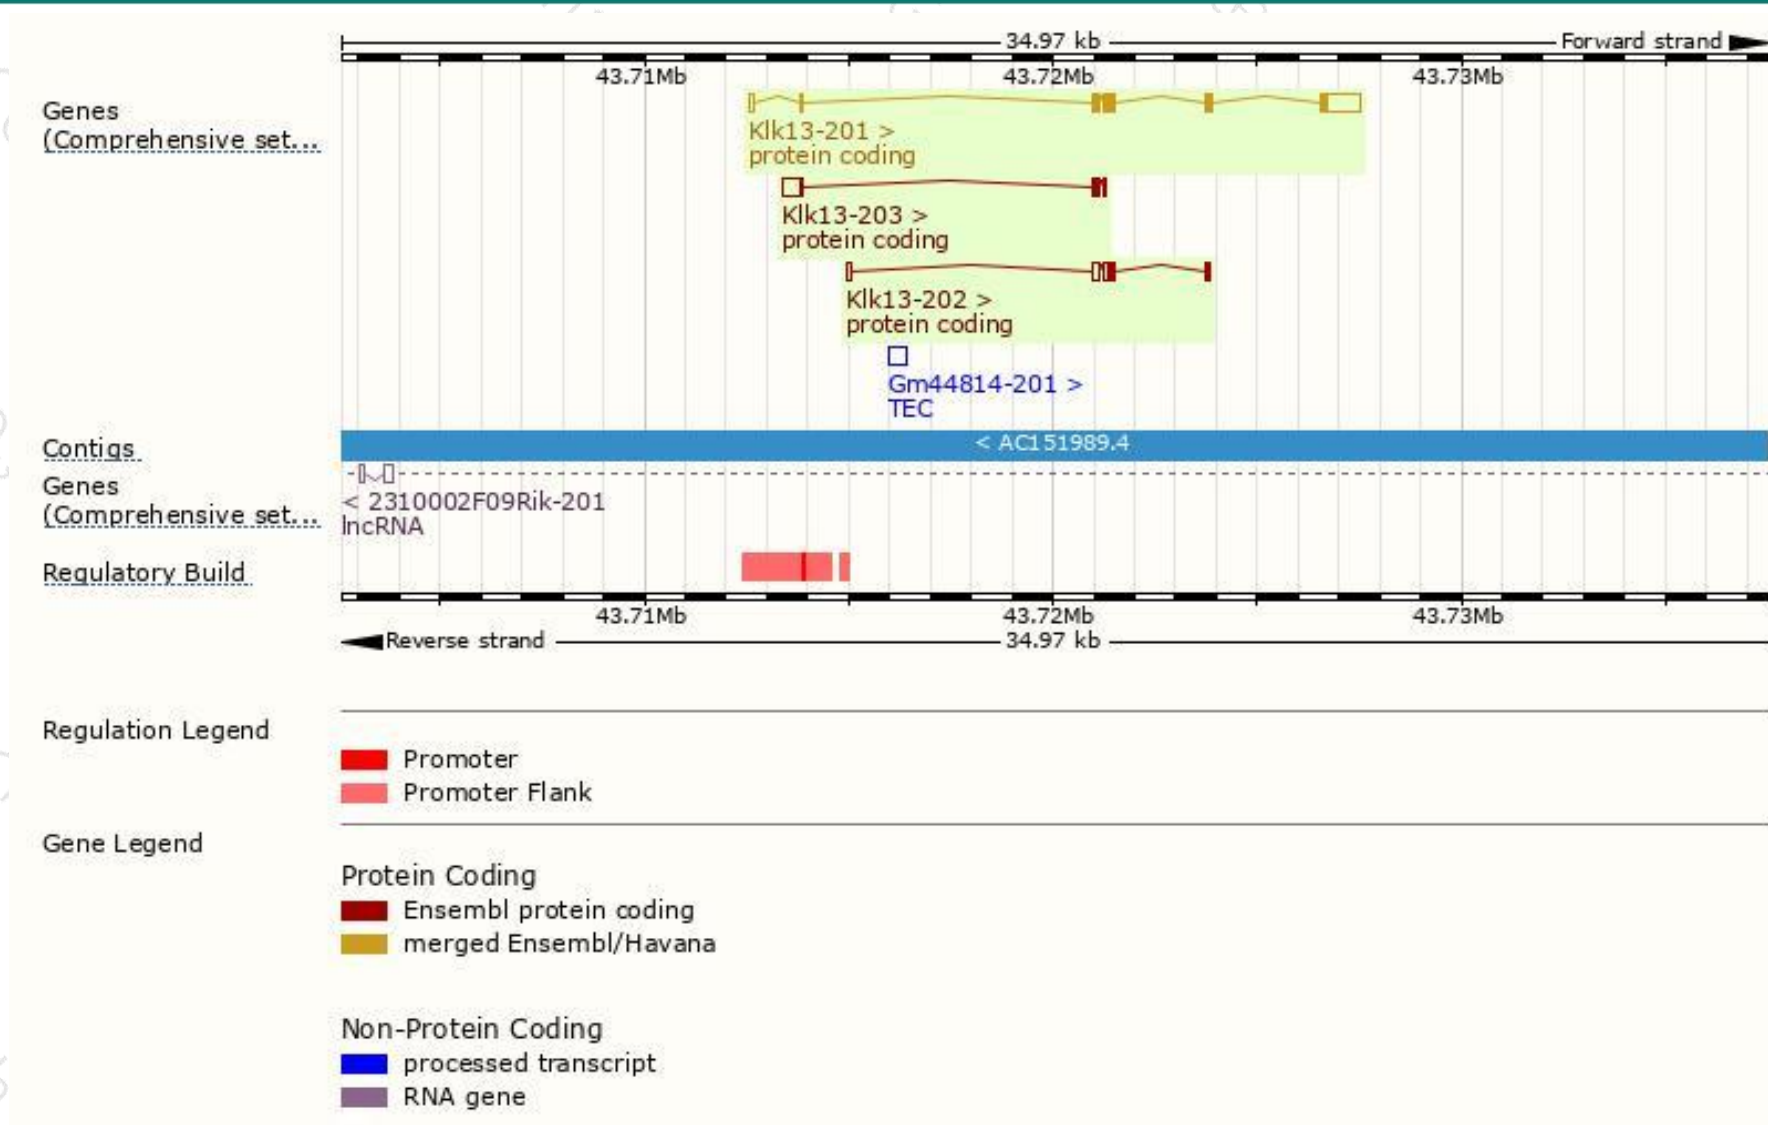 34.97 kb
Forward strand
43.71Mb 43.72Mb 43.73Mb
Genes
(Comprehensive set...
Klk13-201 >
protein coding
Klk13-203 >
protein coding
Klk13-202 >
protein coding
Gm44814-201 >
TEC
Contigs
< AC151989.4
Genes
(Comprehensive set...
< 2310002F09Rik-201
lncRNA
Regulatory Build
43.71Mb 43.72Mb 43.73Mb
Reverse strand
34.97 kb
Regulation Legend
Promoter
Promoter Flank
Gene Legend
Protein Coding
Ensembl protein coding
merged Ensembl/Havana
Non-Protein Coding
processed transcript
RNA gene